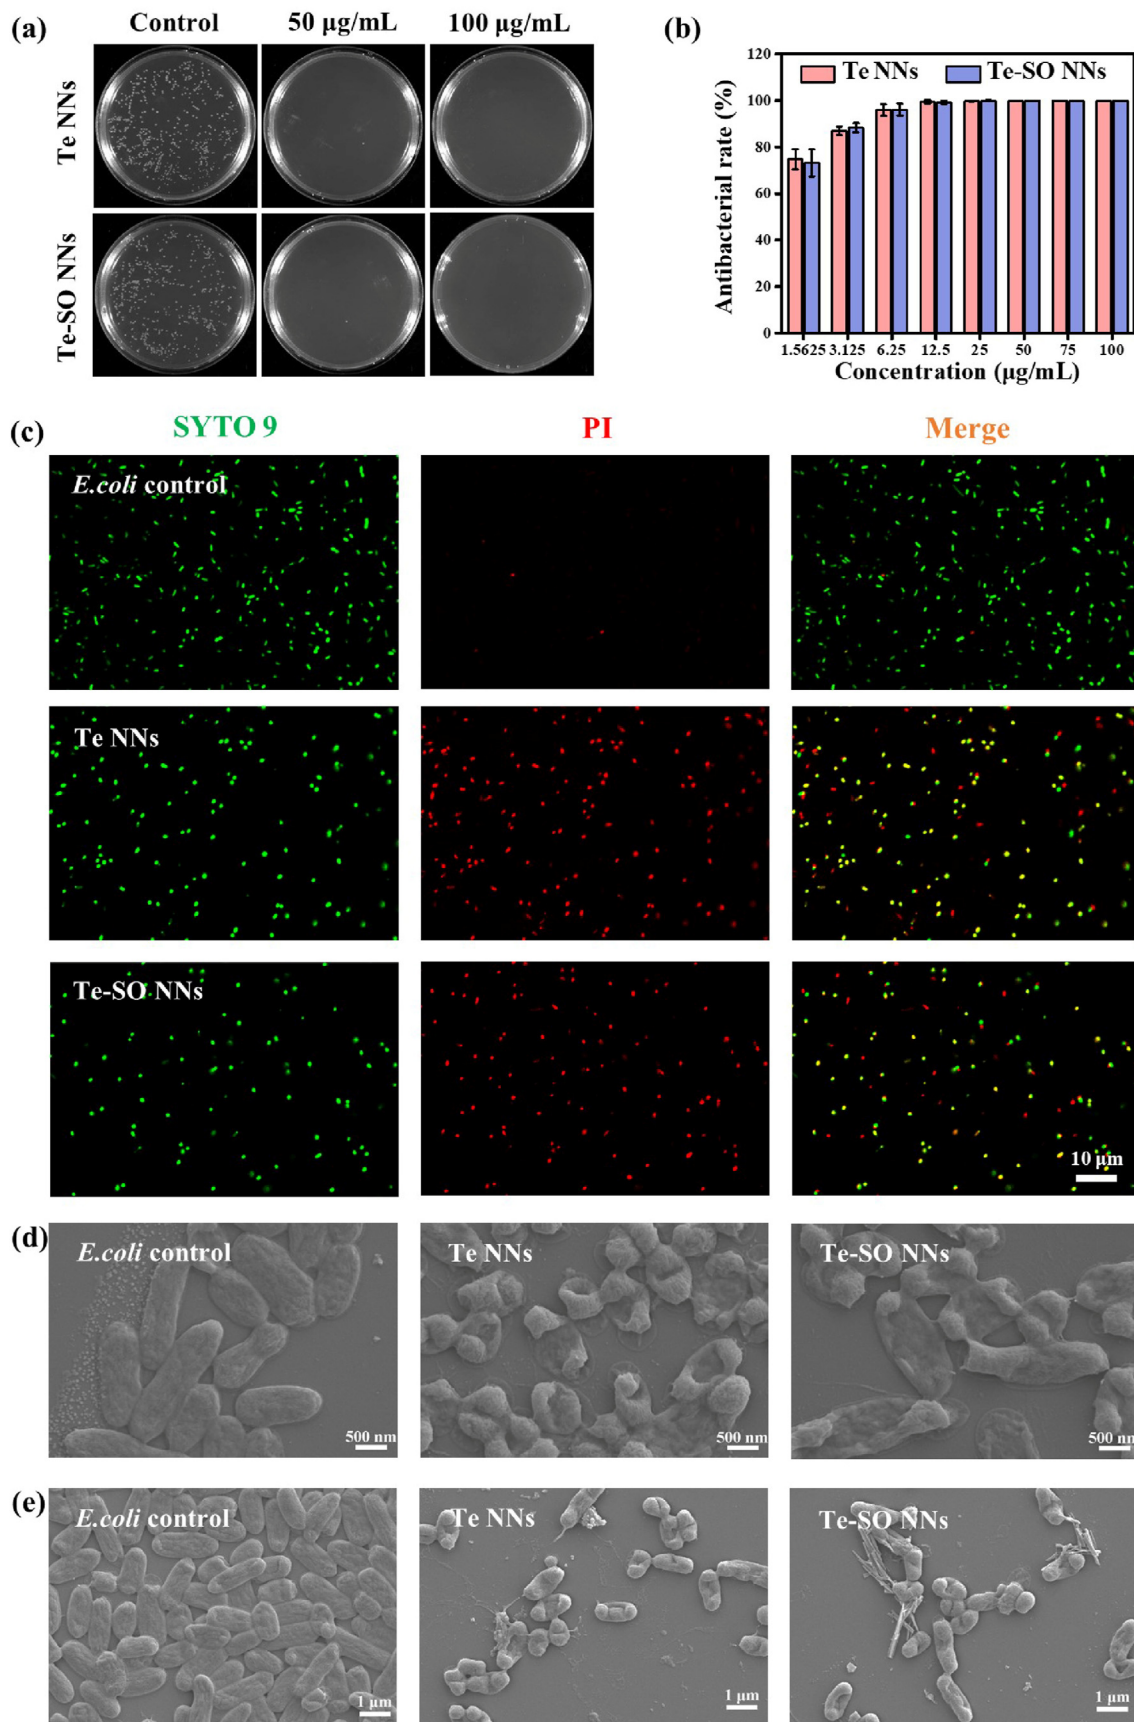 (a)
Control
50 µg/mL
100 µg/mL
Te NNs
Te-SO NNs
(b)
120
100
80
60
40
20
0
Antibacterial rate (%)
Te NNs
Te-SO NNs
1.5625 3.125 6.25 12.5 25 50 75 100
Concentration (µg/mL)
(c)
SYTO 9
PI
Merge
E.coli control
Te NNs
Te-SO NNs
10 µm
(d)
E.coli control
500 nm
Te NNs
500 nm
Te-SO NNs
500 nm
(e)
E.coli control
1 µm
Te NNs
1 µm
Te-SO NNs
1 µm